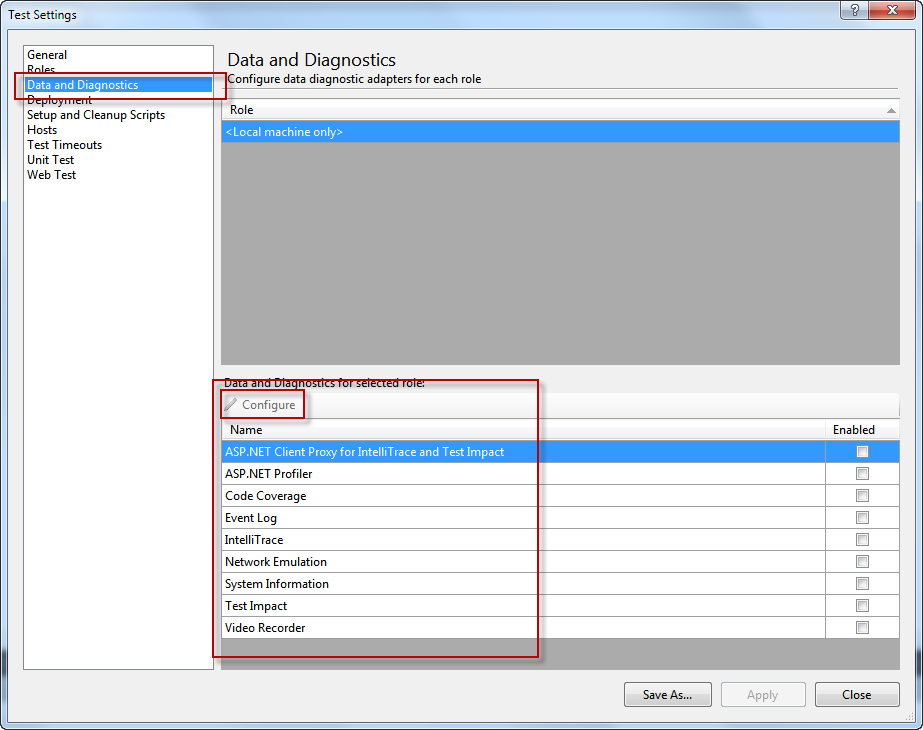 Test Settings
General
Roles
Data and Diagnostics
Deployment
Setup and Cleanup Scripts
Hosts
Test Timeouts
Unit Test
Web Test
Data and Diagnostics
Configure data diagnostic adapters for each role
Role
<Local machine only>
Data and Diagnostics for selected role:
Configure
Name Enabled
ASP.NET Client Proxy for IntelliTrace and Test Impact
ASP.NET Profiler
Code Coverage
Event Log
IntelliTrace
Network Emulation
System Information
Test Impact
Video Recorder
Save As... Apply Close